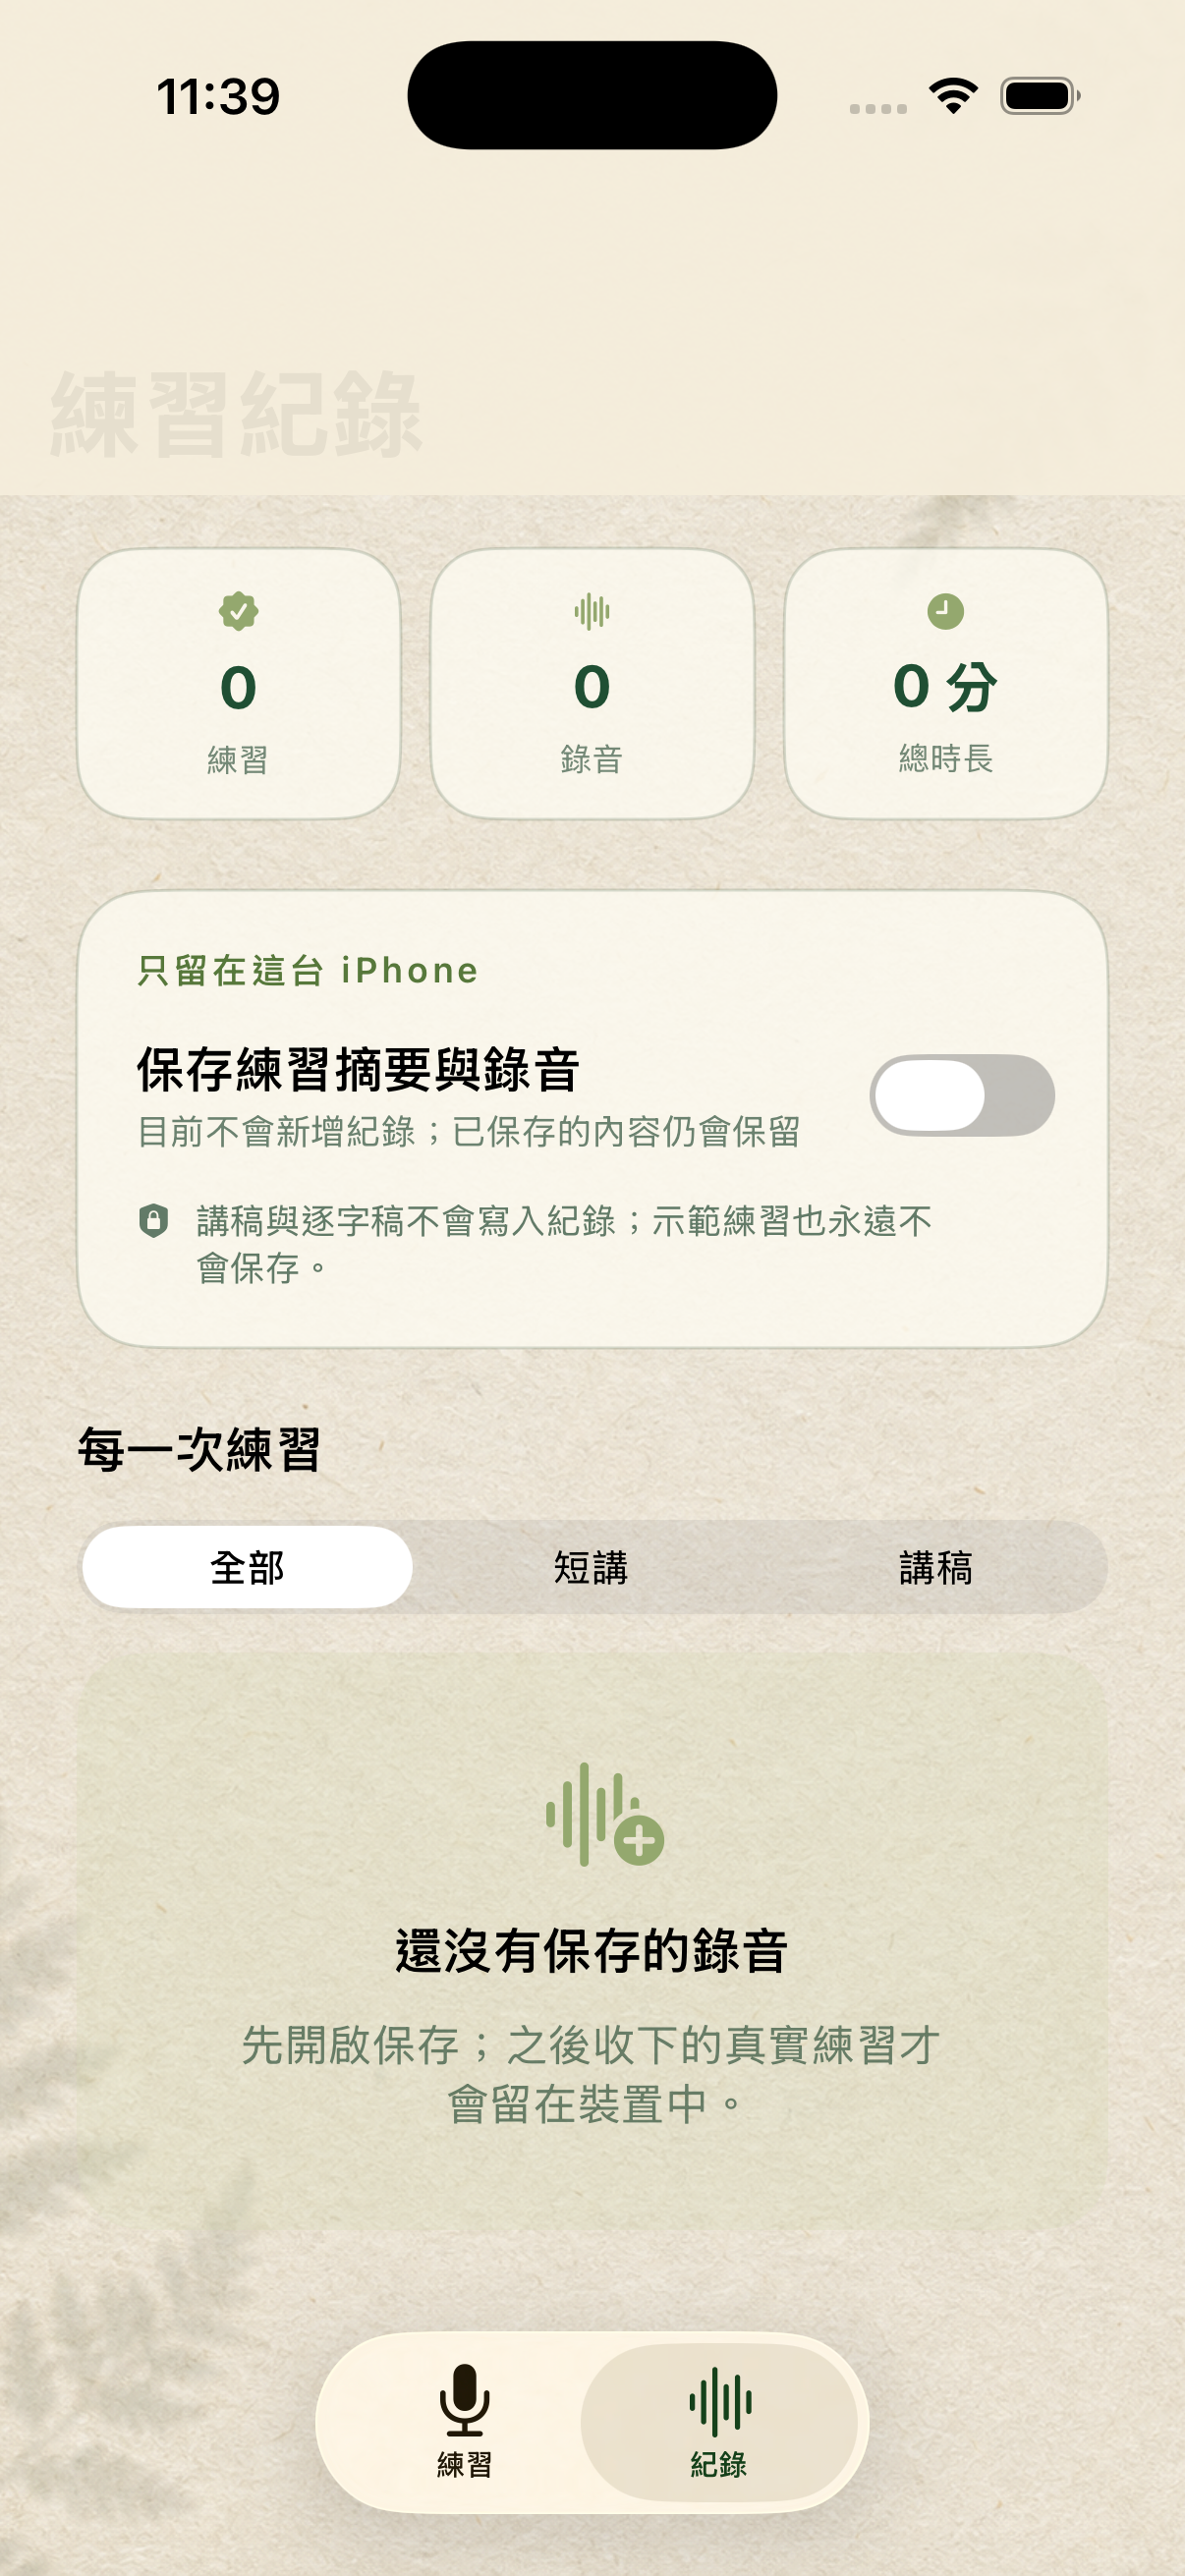 11:39
練習紀錄
0
練習
0
錄音
0 分
總時長
只留在這台 iPhone
保存練習摘要與錄音
目前不會新增紀錄；已保存的內容仍會保留
講稿與逐字稿不會寫入紀錄；示範練習也永遠不
會保存。
每一次練習
全部
短講
講稿
還沒有保存的錄音
先開啟保存；之後收下的真實練習才
會留在裝置中。
練習
紀錄